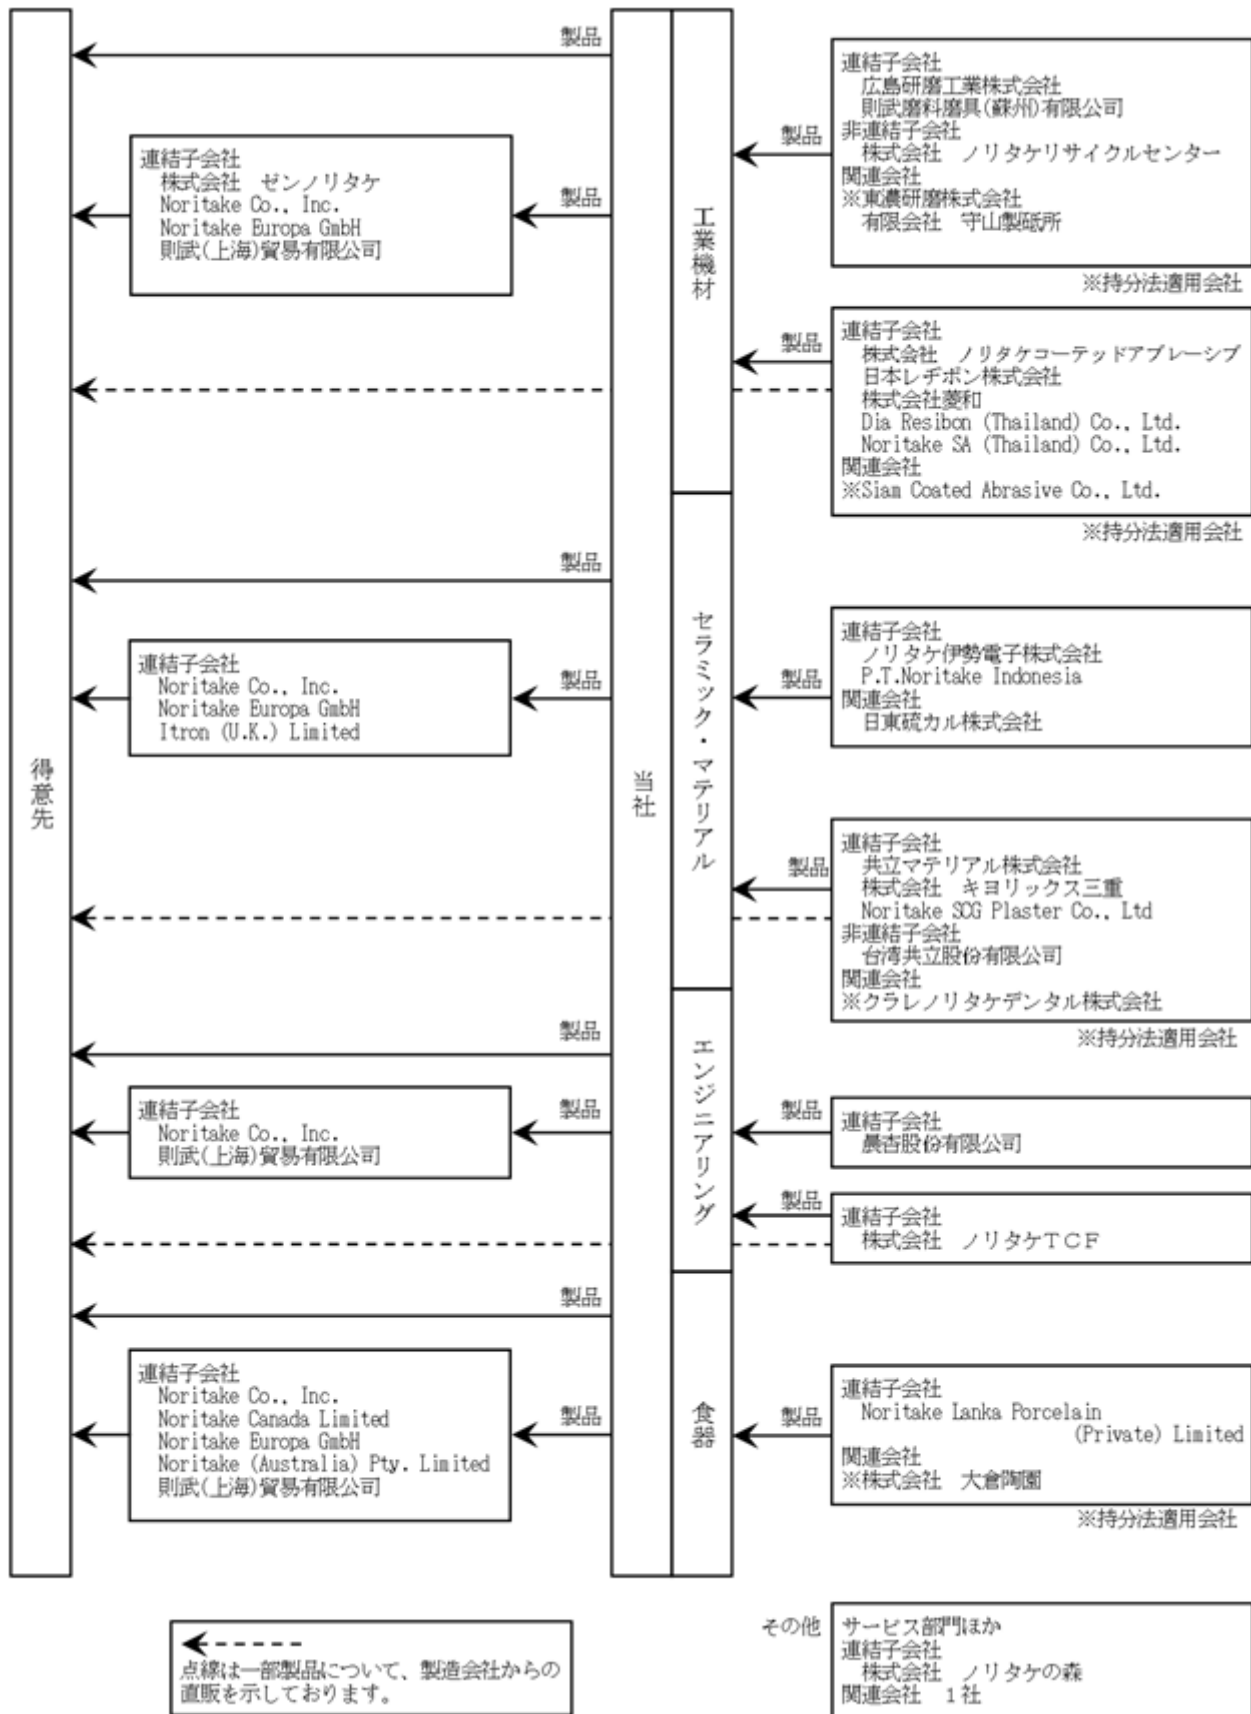 得意先
当社
工業機材
製品
連結子会社
株式会社　ゼンノリタケ
Noritake Co., Inc.
Noritake Europa GmbH
則武(上海)貿易有限公司
製品
製品
連結子会社
広島研磨工業株式会社
則武磨料磨具(蘇州)有限公司
非連結子会社
株式会社　ノリタケリサイクルセンター
関連会社
※東濃研磨株式会社
有限会社　守山製砥所
※持分法適用会社
製品
連結子会社
株式会社　ノリタケコーテッドアブレーシブ
日本レヂボン株式会社
株式会社菱和
Dia Resibon (Thailand) Co., Ltd.
Noritake SA (Thailand) Co., Ltd.
関連会社
※Siam Coated Abrasive Co., Ltd.
※持分法適用会社
セラミック・マテリアル
製品
連結子会社
Noritake Co., Inc.
Noritake Europa GmbH
Itron (U.K.) Limited
製品
製品
連結子会社
ノリタケ伊勢電子株式会社
P.T.Noritake Indonesia
関連会社
日東硫カル株式会社
製品
連結子会社
共立マテリアル株式会社
株式会社　キヨリックス三重
Noritake SCG Plaster Co., Ltd
非連結子会社
台湾共立股份有限公司
関連会社
※クラレノリタケデンタル株式会社
※持分法適用会社
エンジニアリング
製品
連結子会社
Noritake Co., Inc.
則武(上海)貿易有限公司
製品
製品
連結子会社
股份有限公司
製品
連結子会社
株式会社　ノリタケＴＣＦ
食器
製品
連結子会社
Noritake Co., Inc.
Noritake Canada Limited
Noritake Europa GmbH
Noritake (Australia) Pty. Limited
則武(上海)貿易有限公司
製品
製品
連結子会社
Noritake Lanka Porcelain
(Private) Limited
関連会社
※株式会社　大倉陶園
※持分法適用会社
点線は一部製品について、製造会社からの
直販を示しております。
その他
サービス部門ほか
連結子会社
株式会社　ノリタケの森
関連会社　１社